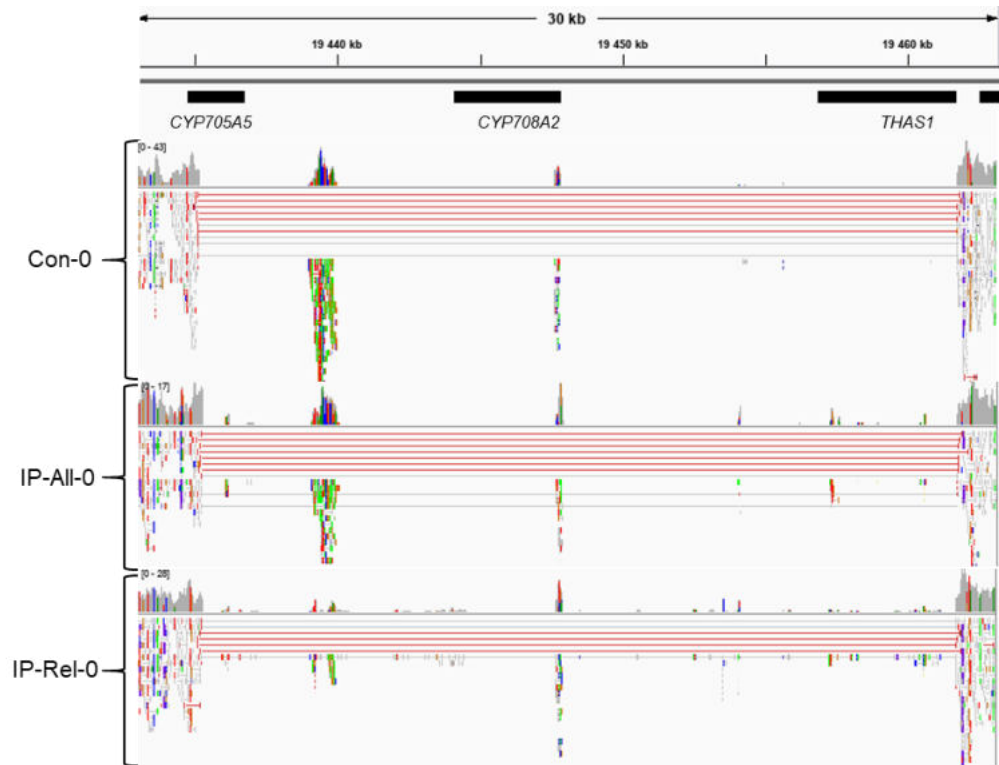 30 kb
19 440 kb 19 450 kb 19 460 kb
CYP705A5 CYP708A2 THAS1
[0 - 43]
Con-0
[0 - 17]
IP-All-0
[0 - 28]
IP-Rel-0